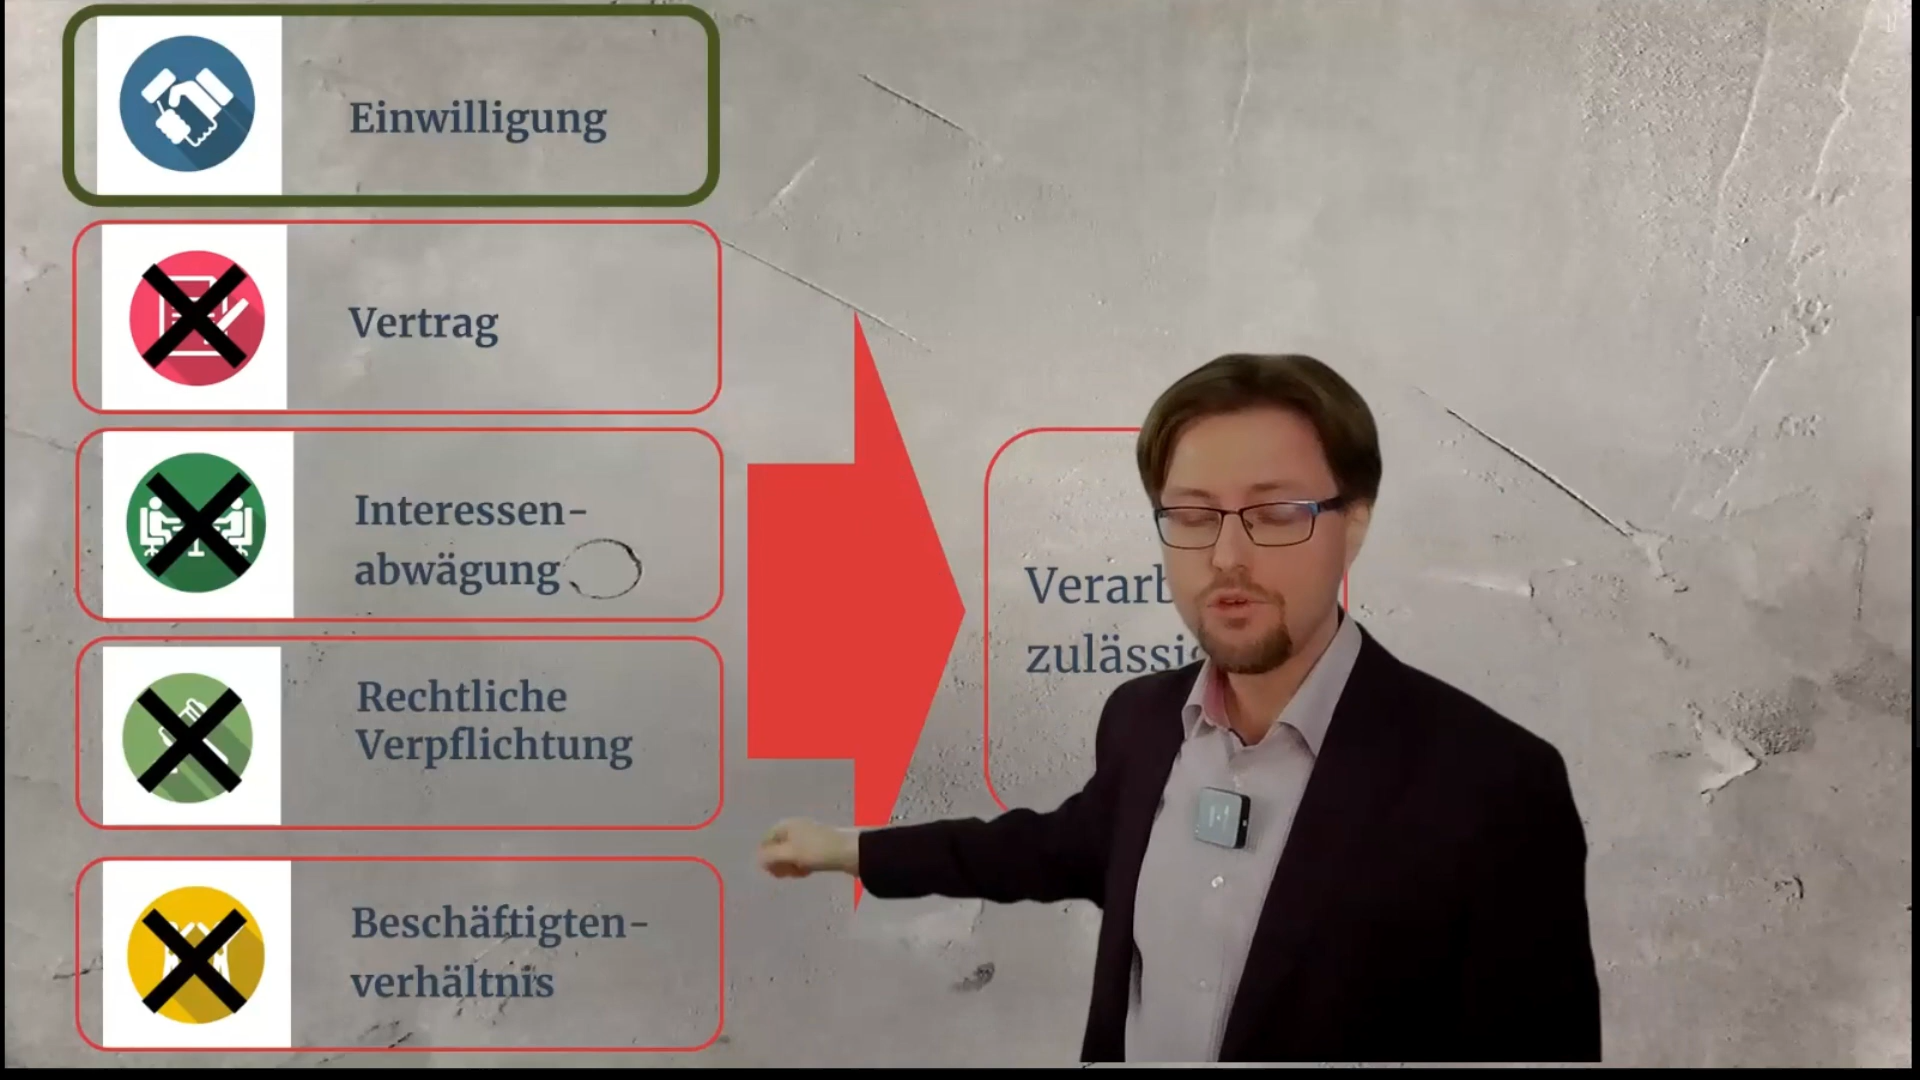 Einwilligung
Vertrag
Interessen-
abwägung
Rechtliche
Verpflichtung
Beschäftigten-
verhältnis